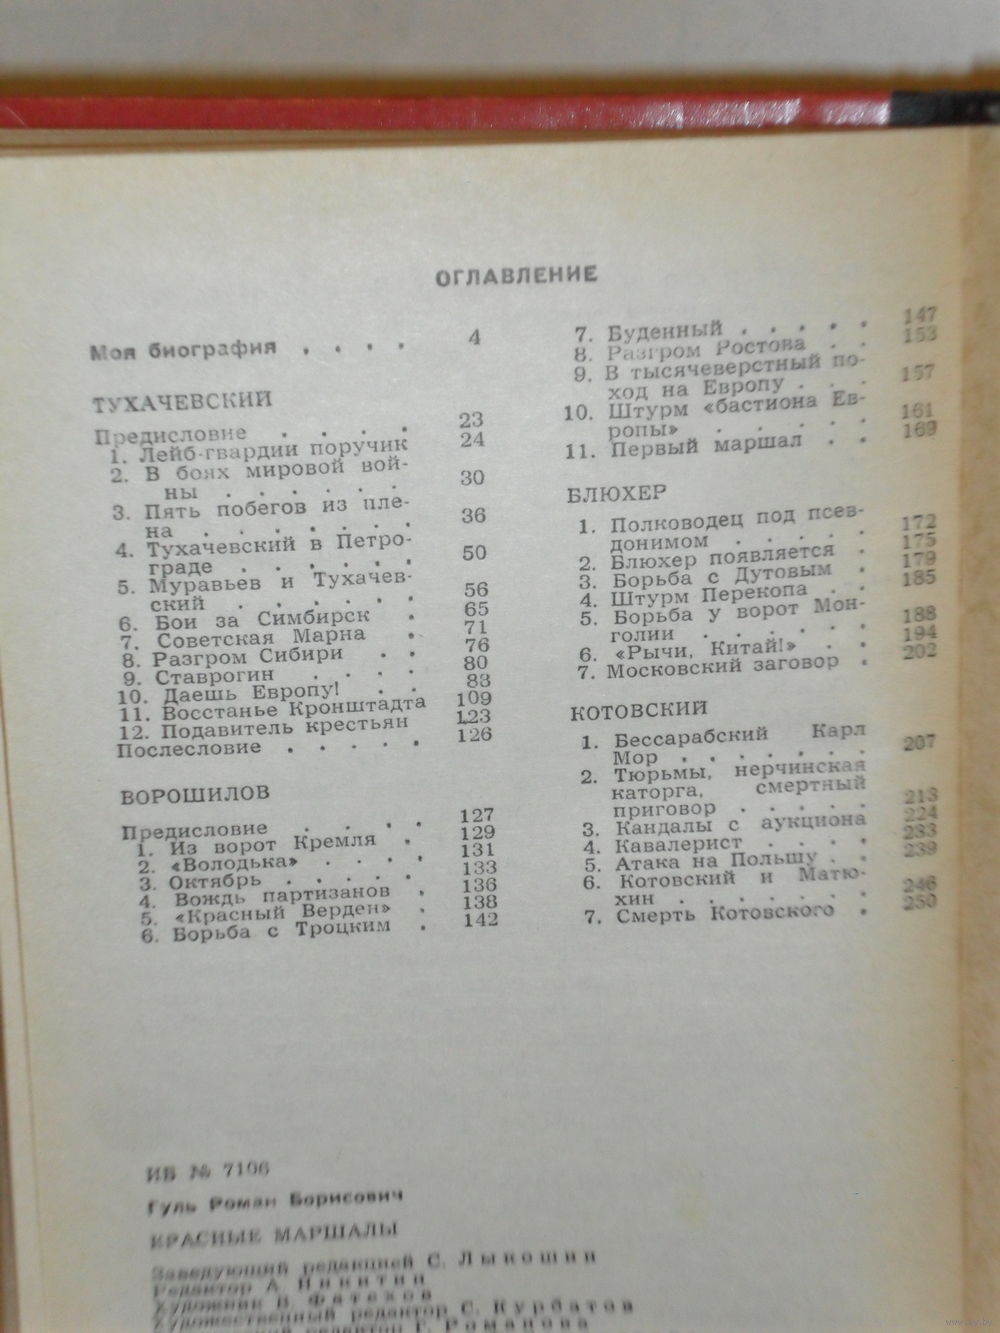 ОГЛАВЛЕНИЕ
Моя биография . . . . 4
ТУХАЧЕВСКИЙ
Предисловие . . . . 23
1. Лейб-гвардии поручик 24
2. В боях мировой вой-
ны . . . . . . 30
3. Пять побегов из пле-
на . . . . . . . 36
4. Тухачевский в Петро-
граде . . . . . . 50
5. Муравьев и Тухачев-
ский . . . . . . 56
6. Бои за Симбирск . 65
7. Советская Марна . 71
8. Разгром Сибири . . 76
9. Ставрогин . . . . 80
10. Даешь Европу! . . 88
11. Восстанье Кронштадта 109
12. Подавитель крестьян 123
Послесловие . . . . . 126
ВОРОШИЛОВ
Предисловие . . . . 127
1. Из ворот Кремля . 129
2. «Володька» . . . . 131
3. Октябрь . . . . . 133
4. Вождь партизанов . 136
5. «Красный Верден» . 138
6. Борьба с Троцким . 142
7. Буденный . . . . . 147
8. Разгром Ростова . . 153
9. В тысячеверстный по-
ход на Европу . . . 157
10. Штурм «бастиона Ев-
ропы» . . . . . 161
11. Первый маршал . . 169
БЛЮХЕР
1. Полководец под псев-
донимом . . . . . 172
2. Блюхер появляется . 175
3. Борьба с Дутовым . 179
4. Штурм Перекопа . . 185
5. Борьба у ворот Мон-
голии . . . . . . 188
6. «Рычи, Китай!» . . 194
7. Московский заговор . 202
КОТОВСКИЙ
1. Бессарабский Карл
Мор . . . . . . . 207
2. Тюрьмы, нерчинская
каторга, смертный
приговор . . . . . 213
3. Кандалы с аукциона 224
4. Кавалерист . . . . 233
5. Атака на Польшу . . 239
6. Котовский и Матю-
хин . . . . . . . 246
7. Смерть Котовского . 250
ИБ № 7106
Гуль Роман Борисович
КРАСНЫЕ МАРШАЛЫ
Заведующий редакцией С. Лыкошин
Редактор А. Никитин
Художник В. Фатехов
Художественный редактор С. Курбатов
редактор Г. Романова